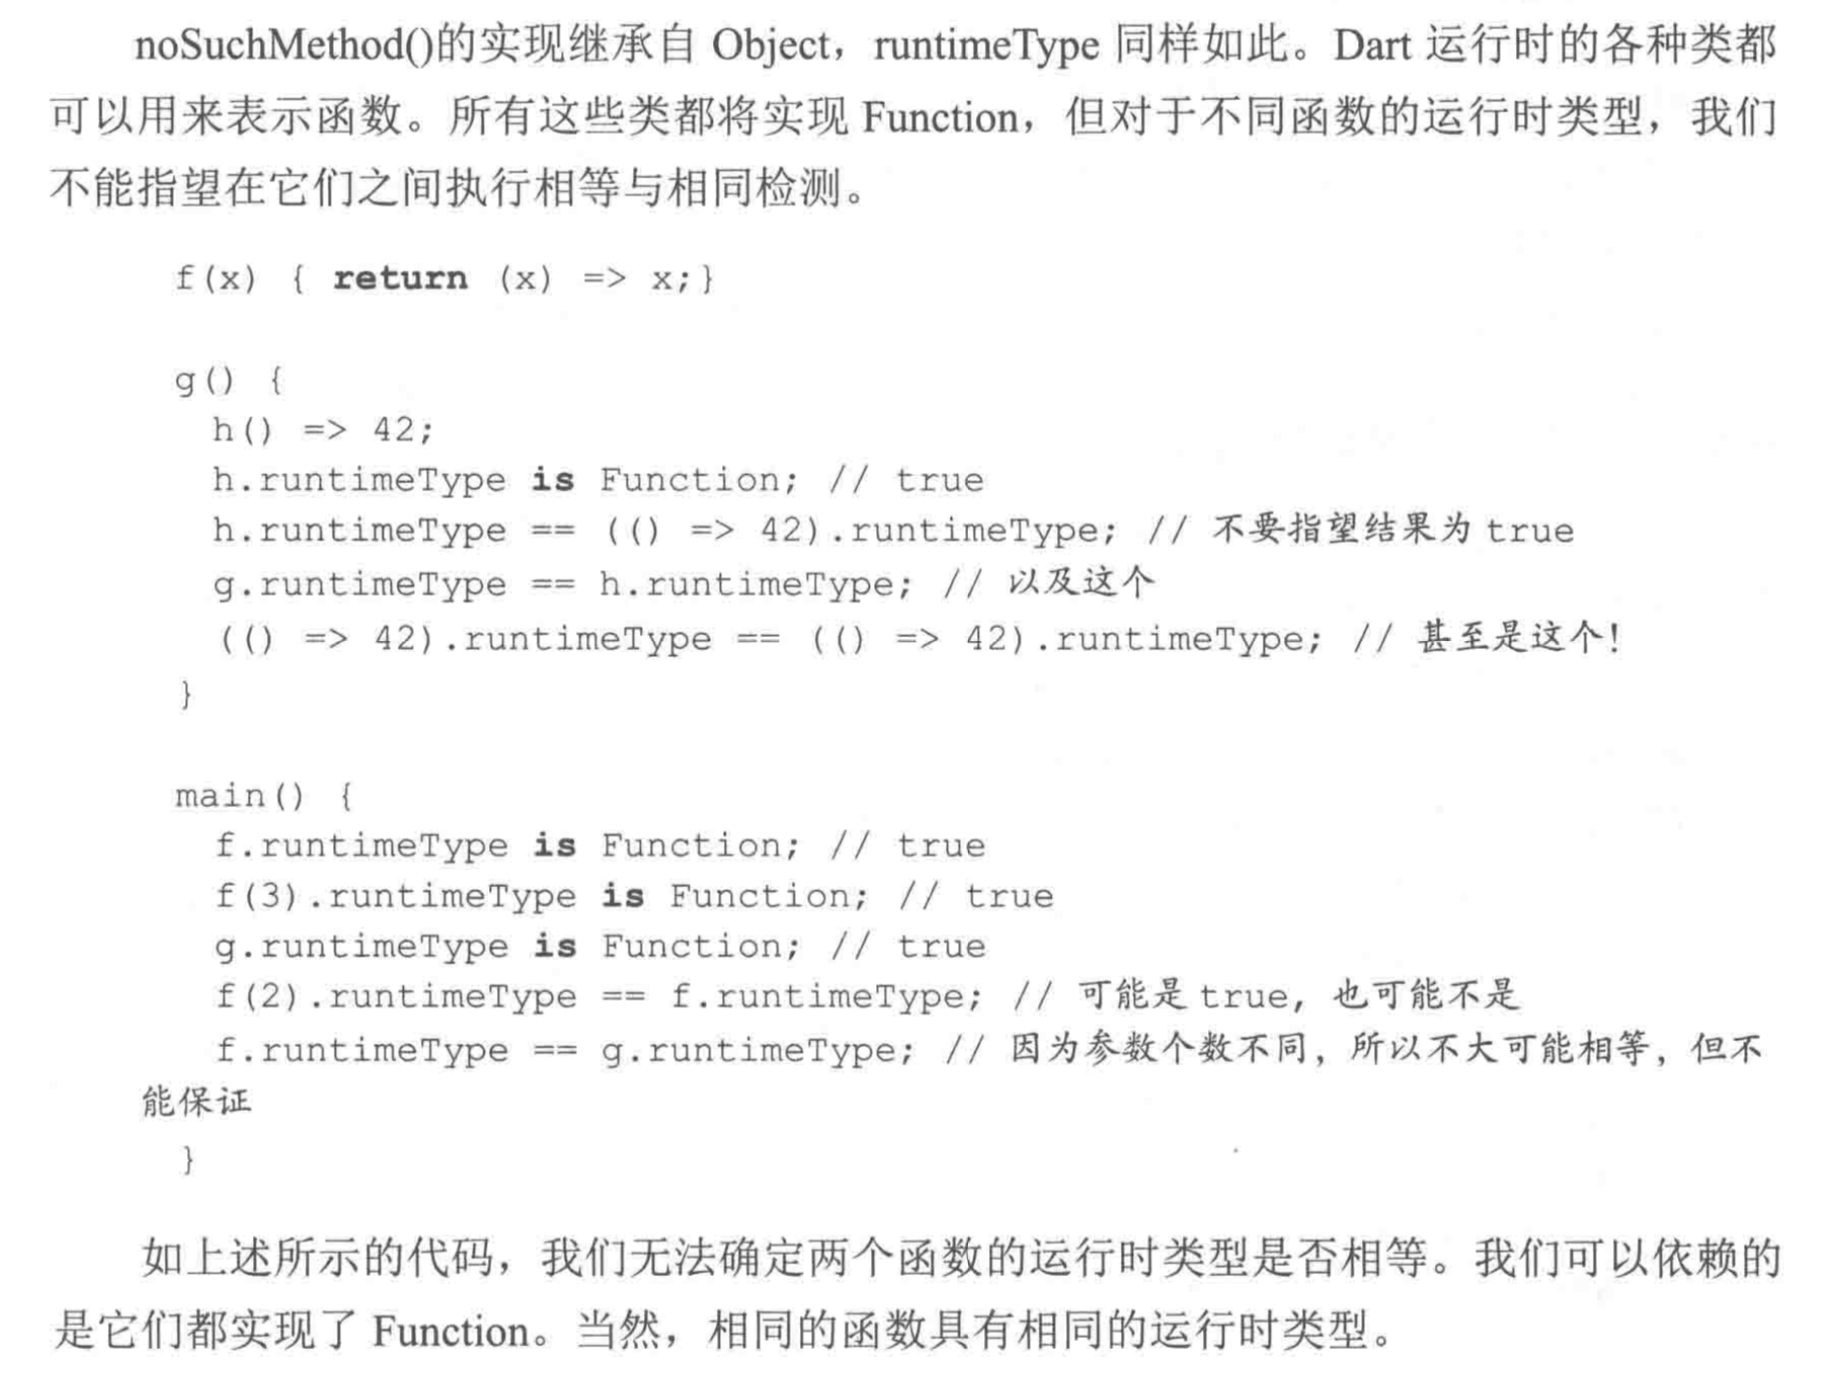 noSuchMethod()的实现继承自 Object，runtimeType 同样如此。Dart 运行时的各种类都
可以用来表示函数。所有这些类都将实现 Function，但对于不同函数的运行时类型，我们
不能指望在它们之间执行相等与相同检测。
f(x) { return (x) => x;}
g() {
h() => 42;
h.runtimeType is Function; // true
h.runtimeType == (() => 42).runtimeType; // 不要指望结果为 true
g.runtimeType == h.runtimeType; // 以及这个
(() => 42).runtimeType == (() => 42).runtimeType; // 甚至是这个！
}
main() {
f.runtimeType is Function; // true
f(3).runtimeType is Function; // true
g.runtimeType is Function; // true
f(2).runtimeType == f.runtimeType; // 可能是 true，也可能不是
f.runtimeType == g.runtimeType; // 因为参数个数不同，所以不大可能相等，但不
能保证
}
如上述所示的代码，我们无法确定两个函数的运行时类型是否相等。我们可以依赖的
是它们都实现了 Function。当然，相同的函数具有相同的运行时类型。